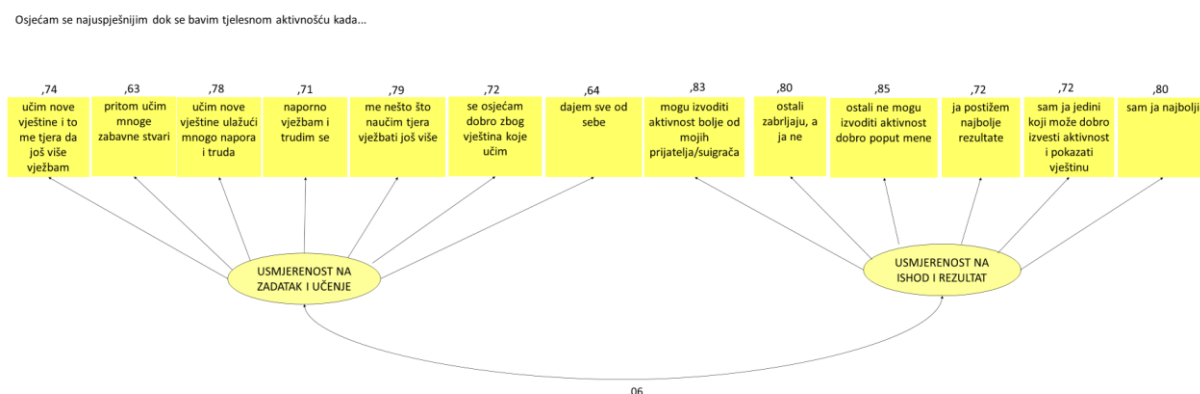 Osjećam se najuspješnijim dok se bavim tjelesnom aktivnošću kada...
,74
učim nove
vještine i to
me tjera da
još više
vježbam
,63
pritom učim
mnoge
zabavne stvari
,78
učim nove
vještine ulažući
mnogo napora
i truda
,71
naporno
vježbam i
trudim se
,79
me nešto što
naučim tjera
vježbati još više
,72
se osjećam
dobro zbog
vještina koje
učim
,64
dajem sve od
sebe
,83
mogu izvoditi
aktivnost bolje od
mojih
prijatelja/suigrača
,80
ostali
zabrljaju, a
ja ne
,85
ostali ne mogu
izvoditi aktivnost
dobro poput mene
,72
ja postižem
najbolje
rezultate
,72
sam ja jedini
koji može dobro
izvesti aktivnost
i pokazati
vještinu
,80
sam ja najbolji
USMJERENOST NA
ZADATAK I UČENJE
USMJERENOST NA
ISHOD I REZULTAT
06